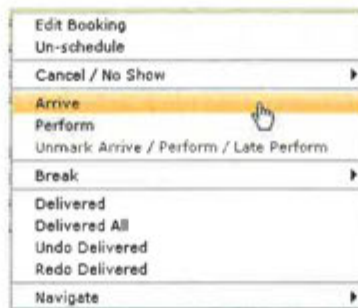 Edit Booking
Un-schedule
Cancel / No Show
Arrive
Perform
Unmark Arrive / Perform / Late Perform
Break
Delivered
Delivered All
Undo Delivered
Redo Delivered
Navigate